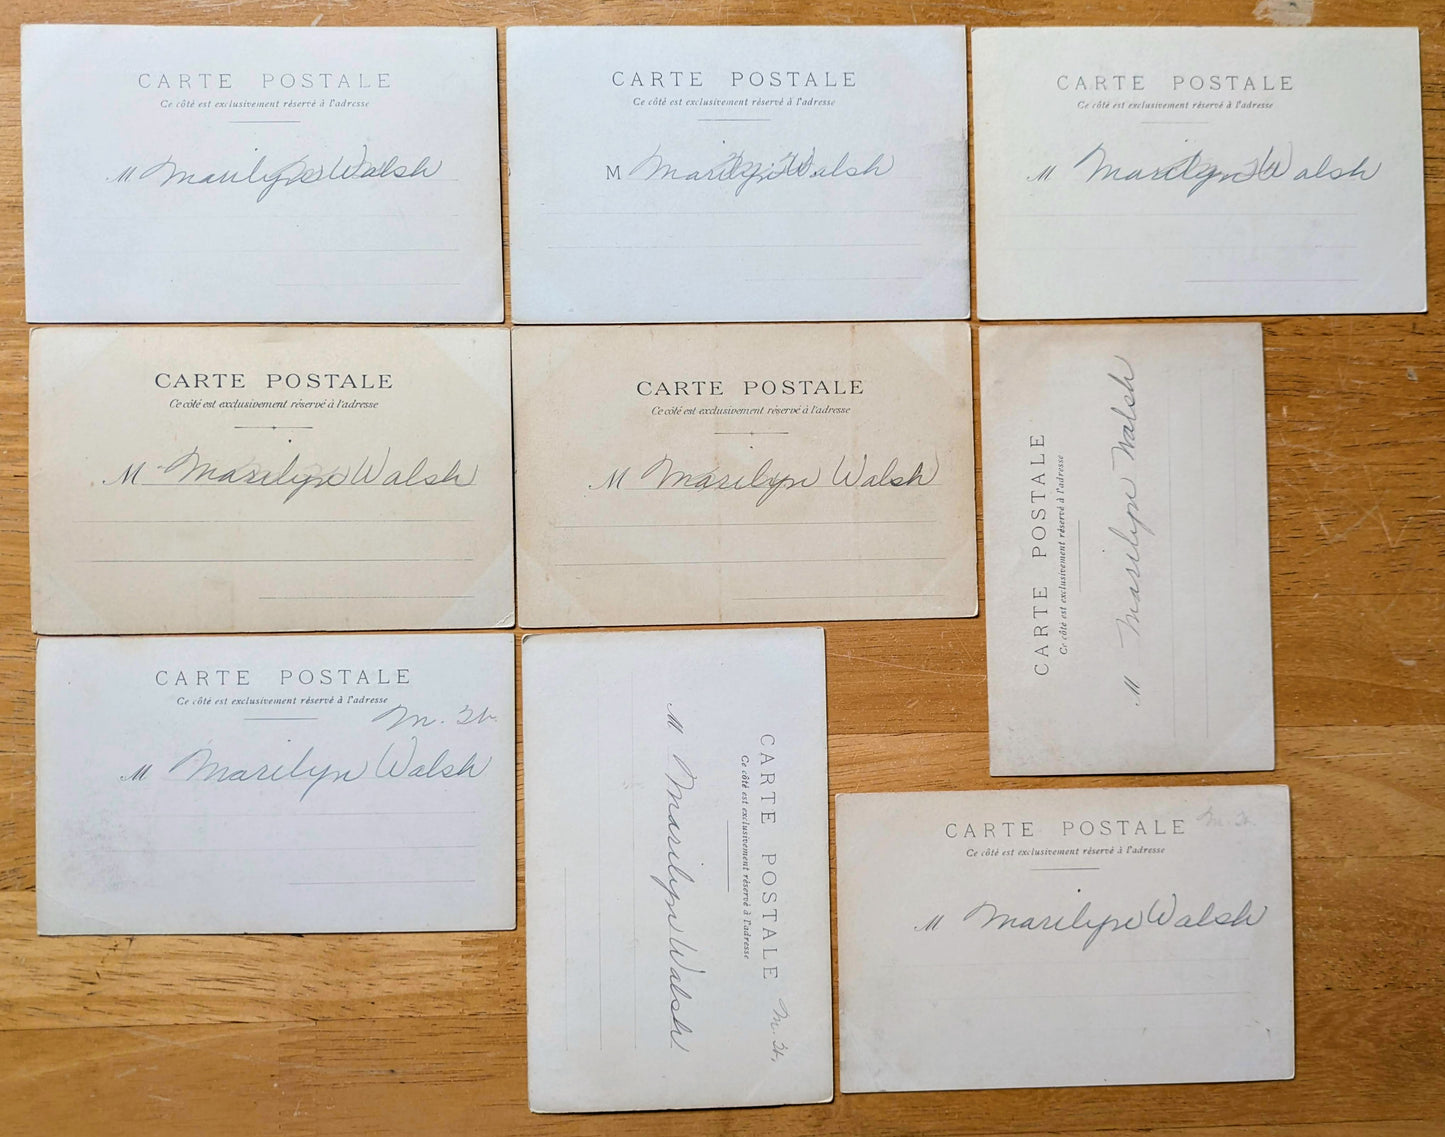 CARTE POSTALE
Ce côté est exclusivement réservé à l'adresse
M Marilyn Walsh
CARTE POSTALE
Ce côté est exclusivement réservé à l'adresse
M Marilyn Walsh
CARTE POSTALE
Ce côté est exclusivement réservé à l'adresse
M Marilyn Walsh
CARTE POSTALE
Ce côté est exclusivement réservé à l'adresse
M Marilyn Walsh
CARTE POSTALE
Ce côté est exclusivement réservé à l'adresse
M Marilyn Walsh
CARTE POSTALE
Ce côté est exclusivement réservé à l'adresse
M Marilyn Walsh
CARTE POSTALE
Ce côté est exclusivement réservé à l'adresse
M. W.
M Marilyn Walsh
CARTE POSTALE
Ce côté est exclusivement réservé à l'adresse
M. W.
M Marilyn Walsh
CARTE POSTALE
M. W.
Ce côté est exclusivement réservé à l'adresse
M Marilyn Walsh